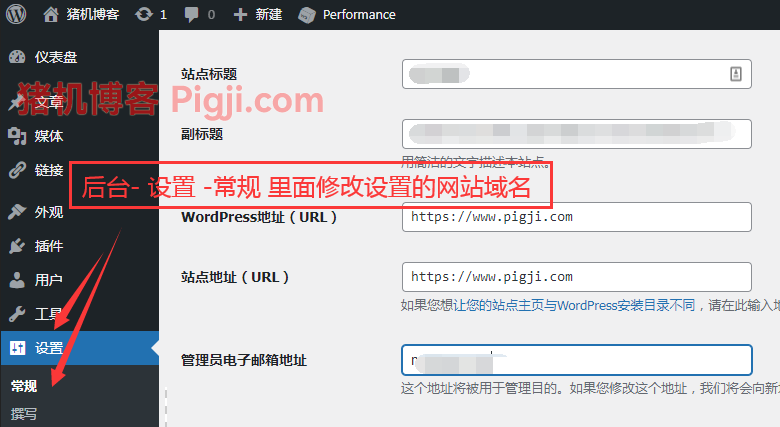 猪机博客 1 0 新建 Performance
仪表盘
站点标题
文章
猪机博客 Pigji.com
媒体
副标题
用简洁的文字描述本站点。
链接
后台- 设置 -常规 里面修改设置的网站域名
外观
WordPress地址（URL）
https://www.pigji.com
插件
用户
站点地址（URL）
https://www.pigji.com
如果您想让您的站点主页与WordPress安装目录不同，请在此输入地
工具
设置
管理员电子邮箱地址
常规
这个地址将被用于管理目的。如果您修改这个地址，我们将会向新
撰写